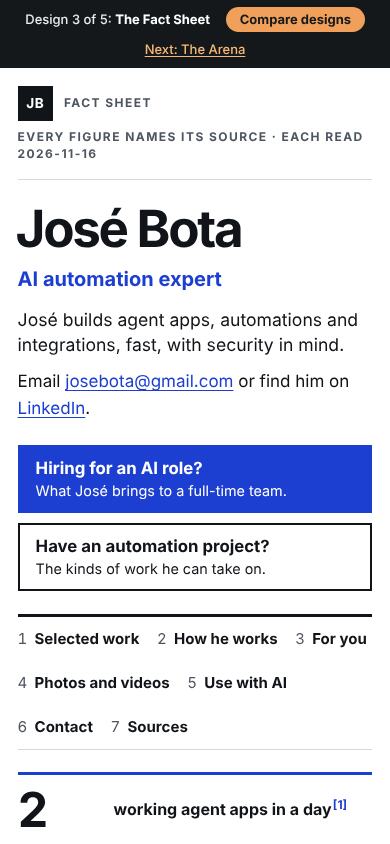 Design 3 of 5: The Fact Sheet Compare designs
Next: The Arena
JB FACT SHEET
EVERY FIGURE NAMES ITS SOURCE · EACH READ
2026-11-16
José Bota
AI automation expert
José builds agent apps, automations and
integrations, fast, with security in mind.
Email josebota@gmail.com or find him on
LinkedIn.
Hiring for an AI role?
What José brings to a full-time team.
Have an automation project?
The kinds of work he can take on.
1 Selected work 2 How he works 3 For you
4 Photos and videos 5 Use with AI
6 Contact 7 Sources
2 working agent apps in a day[1]